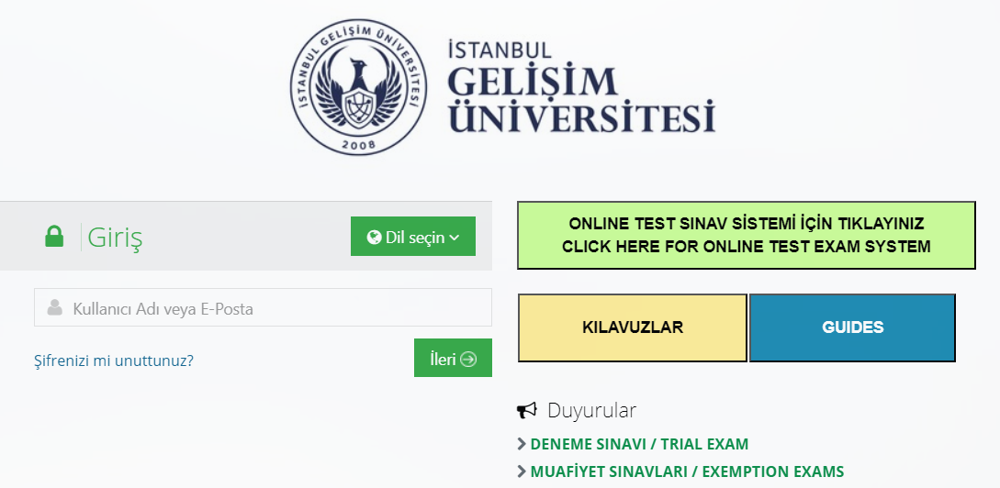 İSTANBUL GELİŞİM ÜNİVERSİTESİ
2008
İSTANBUL
GELİŞİM
ÜNİVERSİTESİ
Giriş
Dil seçin
Kullanıcı Adı veya E-Posta
Şifrenizi mi unuttunuz?
İleri
ONLINE TEST SINAV SİSTEMİ İÇİN TIKLAYINIZ
CLICK HERE FOR ONLINE TEST EXAM SYSTEM
KILAVUZLAR
GUIDES
Duyurular
DENEME SINAVI / TRIAL EXAM
MUAFİYET SINAVLARI / EXEMPTION EXAMS